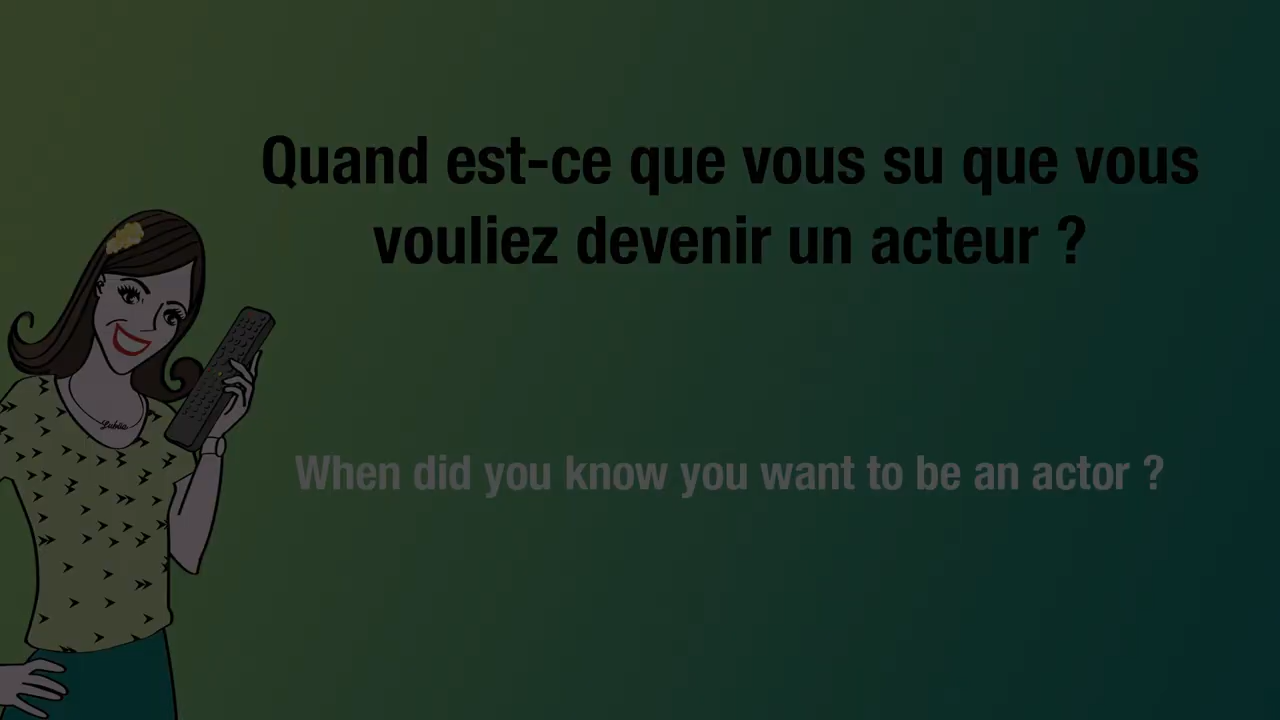 Quand est-ce que vous su que vous
vouliez devenir un acteur ?
When did you know you want to be an actor ?